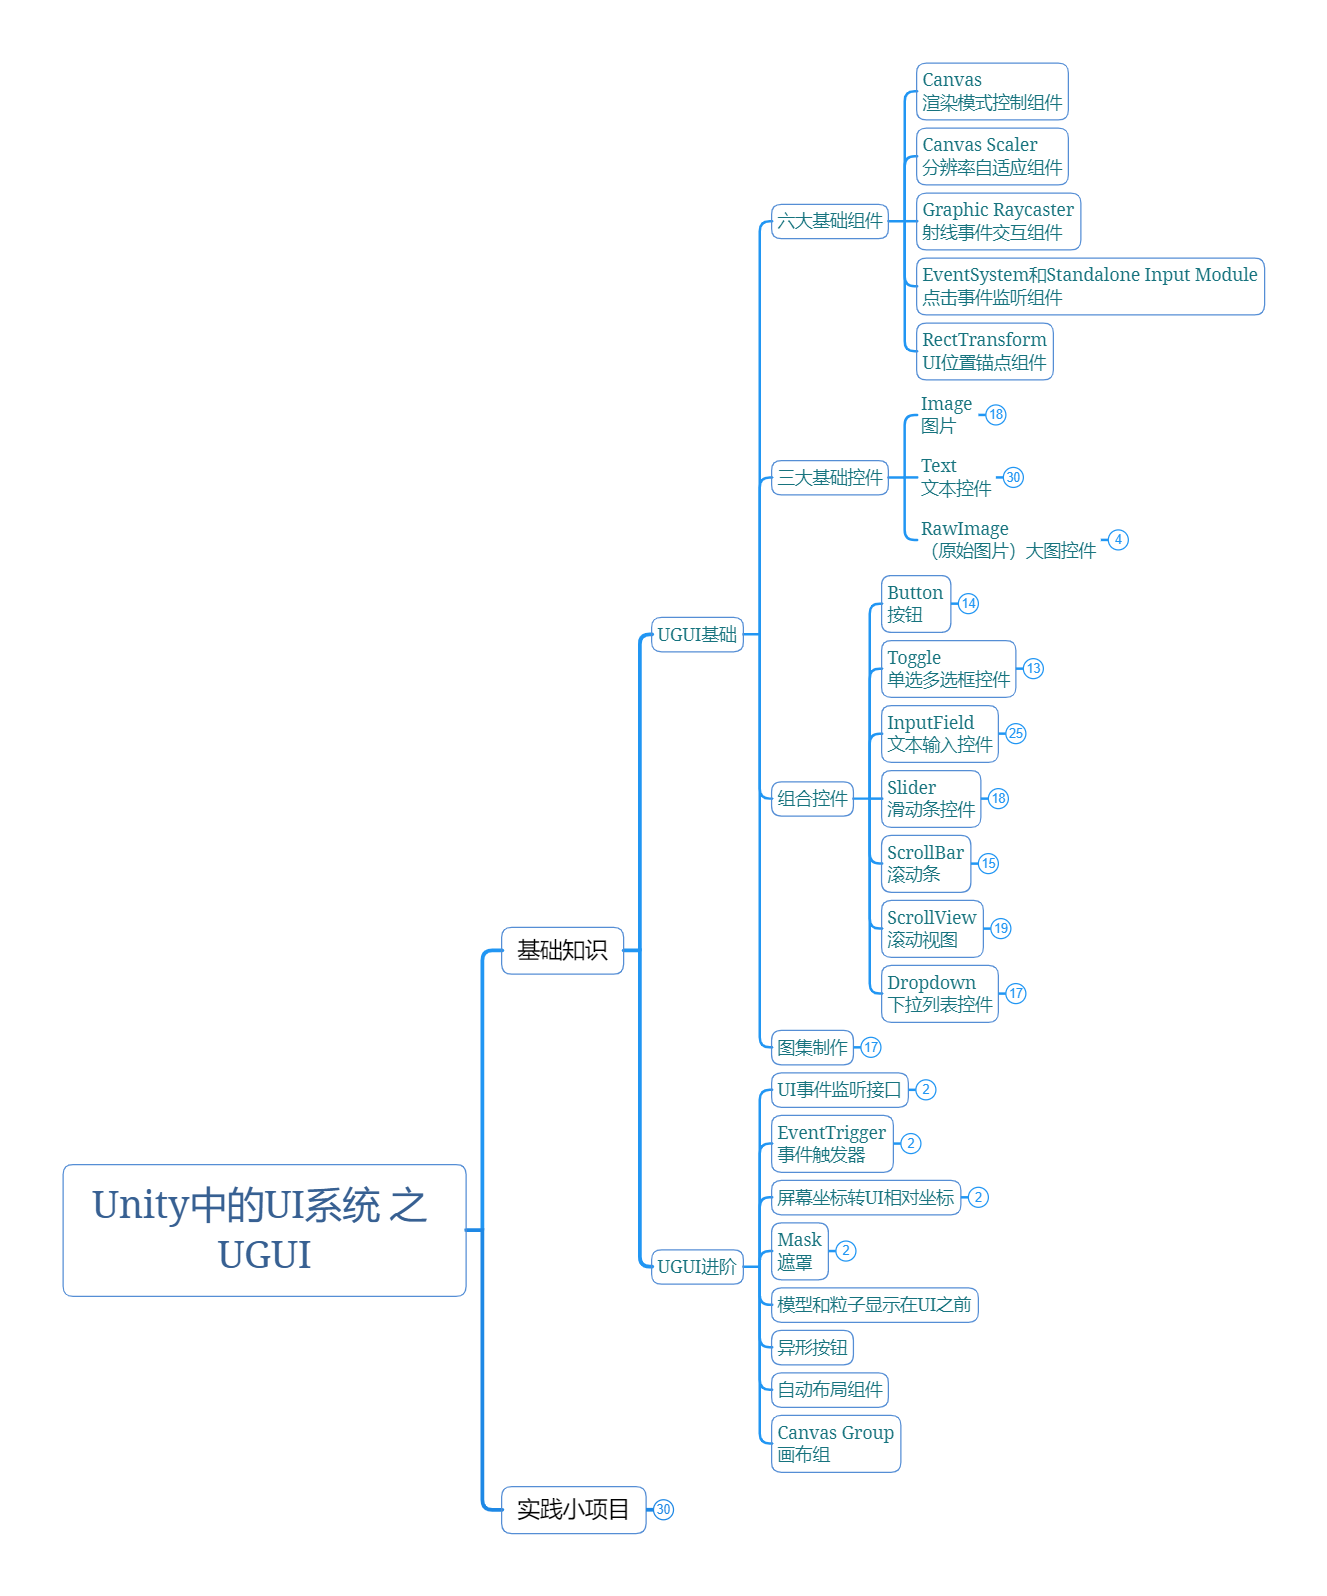 Unity中的UI系统 之
UGUI
基础知识
UGUI基础
六大基础组件
Canvas
渲染模式控制组件
Canvas Scaler
分辨率自适应组件
Graphic Raycaster
射线事件交互组件
EventSystem和Standalone Input Module
点击事件监听组件
RectTransform
UI位置锚点组件
三大基础控件
Image
图片
18
Text
文本控件
30
RawImage
（原始图片）大图控件
4
组合控件
Button
按钮
14
Toggle
单选多选框控件
13
InputField
文本输入控件
25
Slider
滑动条控件
18
ScrollBar
滚动条
15
ScrollView
滚动视图
19
Dropdown
下拉列表控件
17
图集制作
17
UGUI进阶
UI事件监听接口
2
EventTrigger
事件触发器
2
屏幕坐标转UI相对坐标
2
Mask
遮罩
2
模型和粒子显示在UI之前
异形按钮
自动布局组件
Canvas Group
画布组
实践小项目
30